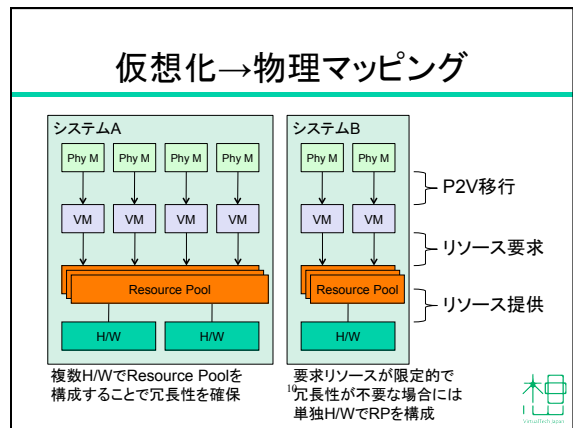 仮想化→物理マッピング
システムA
システムB
Phy M
Phy M
Phy M
Phy M
Phy M
Phy M
P2V移行
VM
VM
VM
VM
VM
VM
リソース要求
Resource Pool
Resource Pool
リソース提供
H/W
H/W
H/W
複数H/WでResource Poolを
構成することで冗長性を確保
要求リソースが限定的で
冗長性が不要な場合には
単独H/WでRPを構成
想
VirtualTech Japan